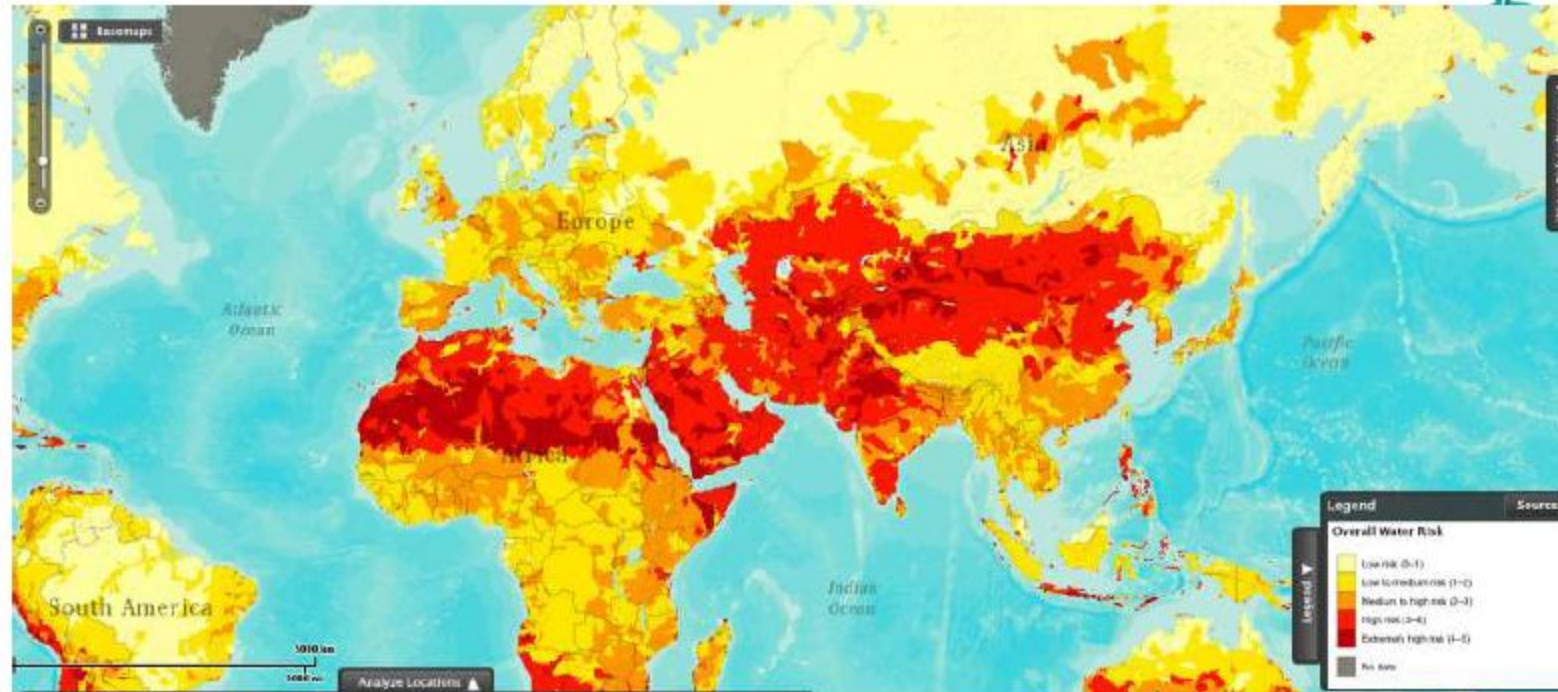 Basemaps
Asia
Europe
Atlantic
Ocean
Pacific
Ocean
Africa
Indian
Ocean
South America
5000 km
Analyze Locations
Legend
Source
Overall Water Risk
Low risk (0-1)
Low to medium risk (1-2)
Medium to high risk (2-3)
High risk (3-4)
Extremely high risk (4-5)
No data